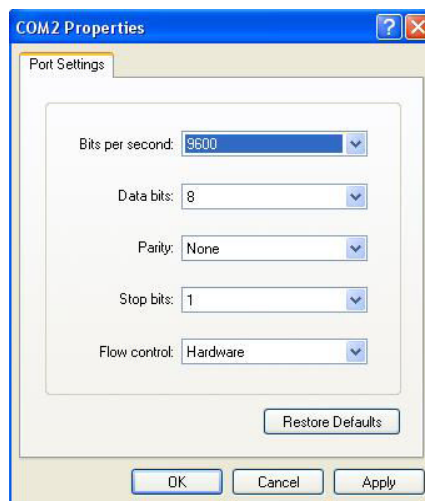 COM2 Properties
Port Settings
Bits per second: 9600
Data bits: 8
Parity: None
Stop bits: 1
Flow control: Hardware
Restore Defaults
OK Cancel Apply